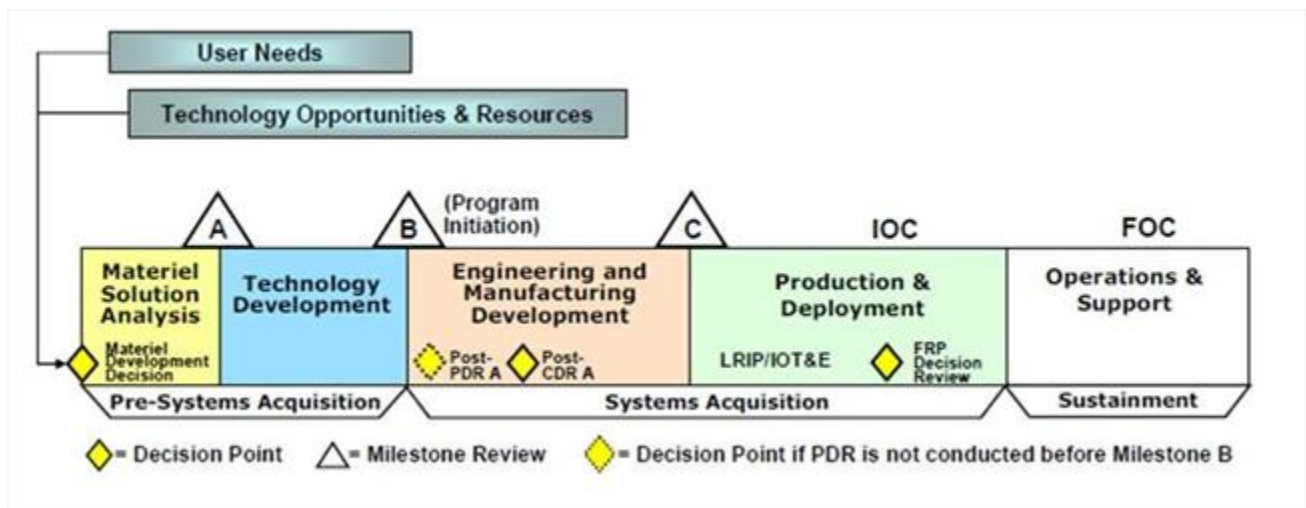 User Needs
Technology Opportunities & Resources
A
B
(Program
Initiation)
C
IOC
FOC
Materiel
Solution
Analysis
Materiel
Development
Decision
Technology
Development
Engineering and
Manufacturing
Development
Post-
PDR A
Post-
CDR A
Production &
Deployment
LRIP/IOT&E
FRP
Decision
Review
Operations &
Support
Pre-Systems Acquisition
Systems Acquisition
Sustainment
= Decision Point
= Milestone Review
= Decision Point if PDR is not conducted before Milestone B